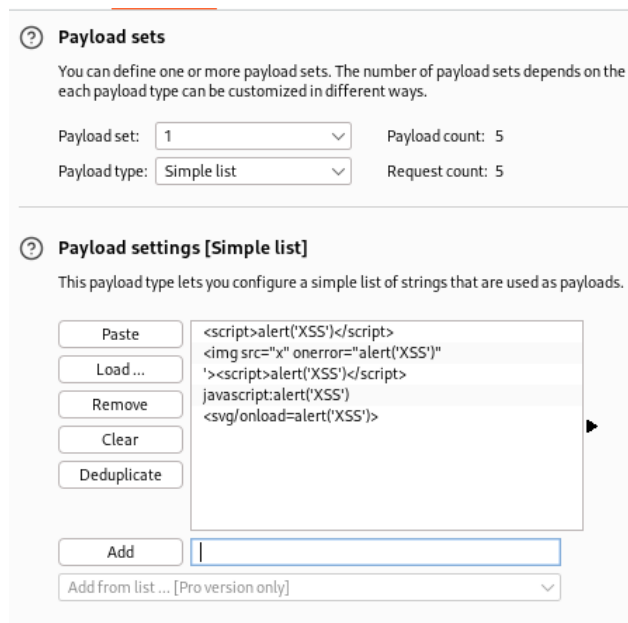 Payload sets
You can define one or more payload sets. The number of payload sets depends on the
each payload type can be customized in different ways.
Payload set: 1 Payload count: 5
Payload type: Simple list Request count: 5
Payload settings [Simple list]
This payload type lets you configure a simple list of strings that are used as payloads.
Paste
Load ...
Remove
Clear
Deduplicate
<script>alert('XSS')</script>
<img src="x" onerror="alert('XSS')"
'><script>alert('XSS')</script>
javascript:alert('XSS')
<svg/onload=alert('XSS')>
Add
Add from list ... [Pro version only]